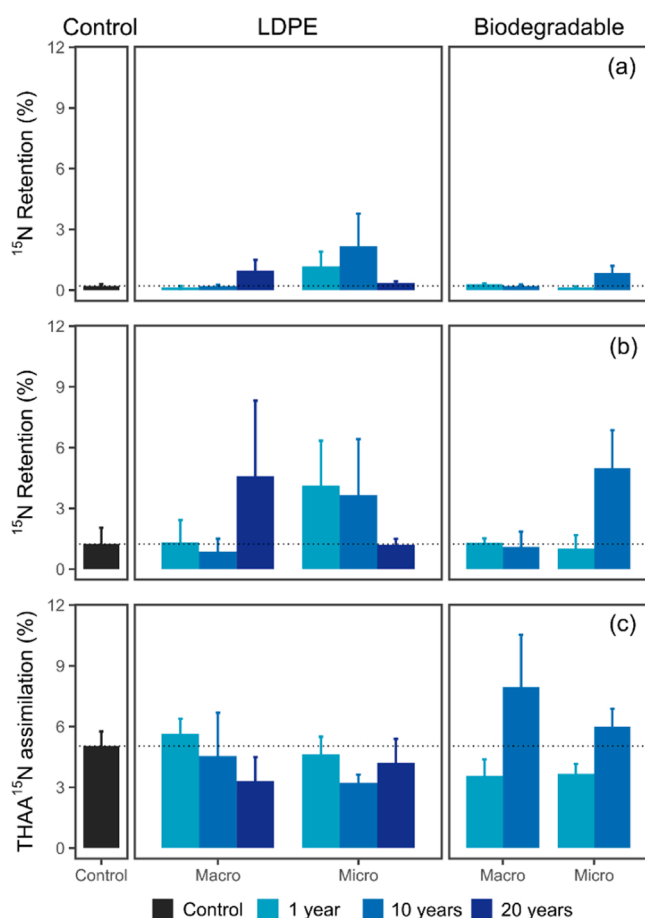 Control LDPE Biodegradable
(a)
15N Retention (%)
12
9
6
3
0
(b)
15N Retention (%)
12
9
6
3
0
(c)
THAA 15N assimilation (%)
12
9
6
3
0
Control Macro Micro Macro Micro
Control 1 year 10 years 20 years